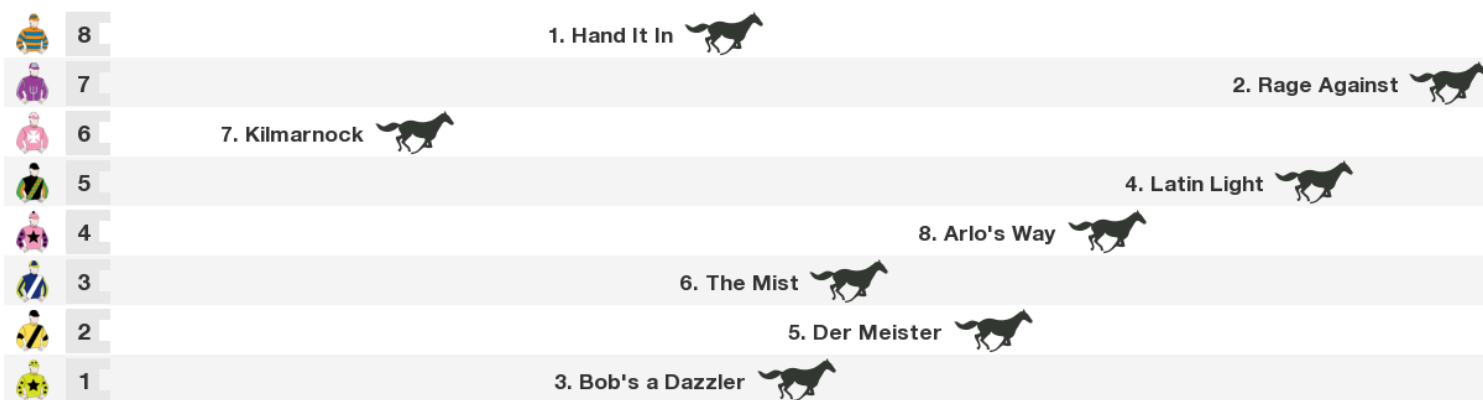 8 1. Hand It In
7 2. Rage Against
6 7. Kilmarnock
5 4. Latin Light
4 8. Arlo's Way
3 6. The Mist
2 5. Der Meister
1 3. Bob's a Dazzler